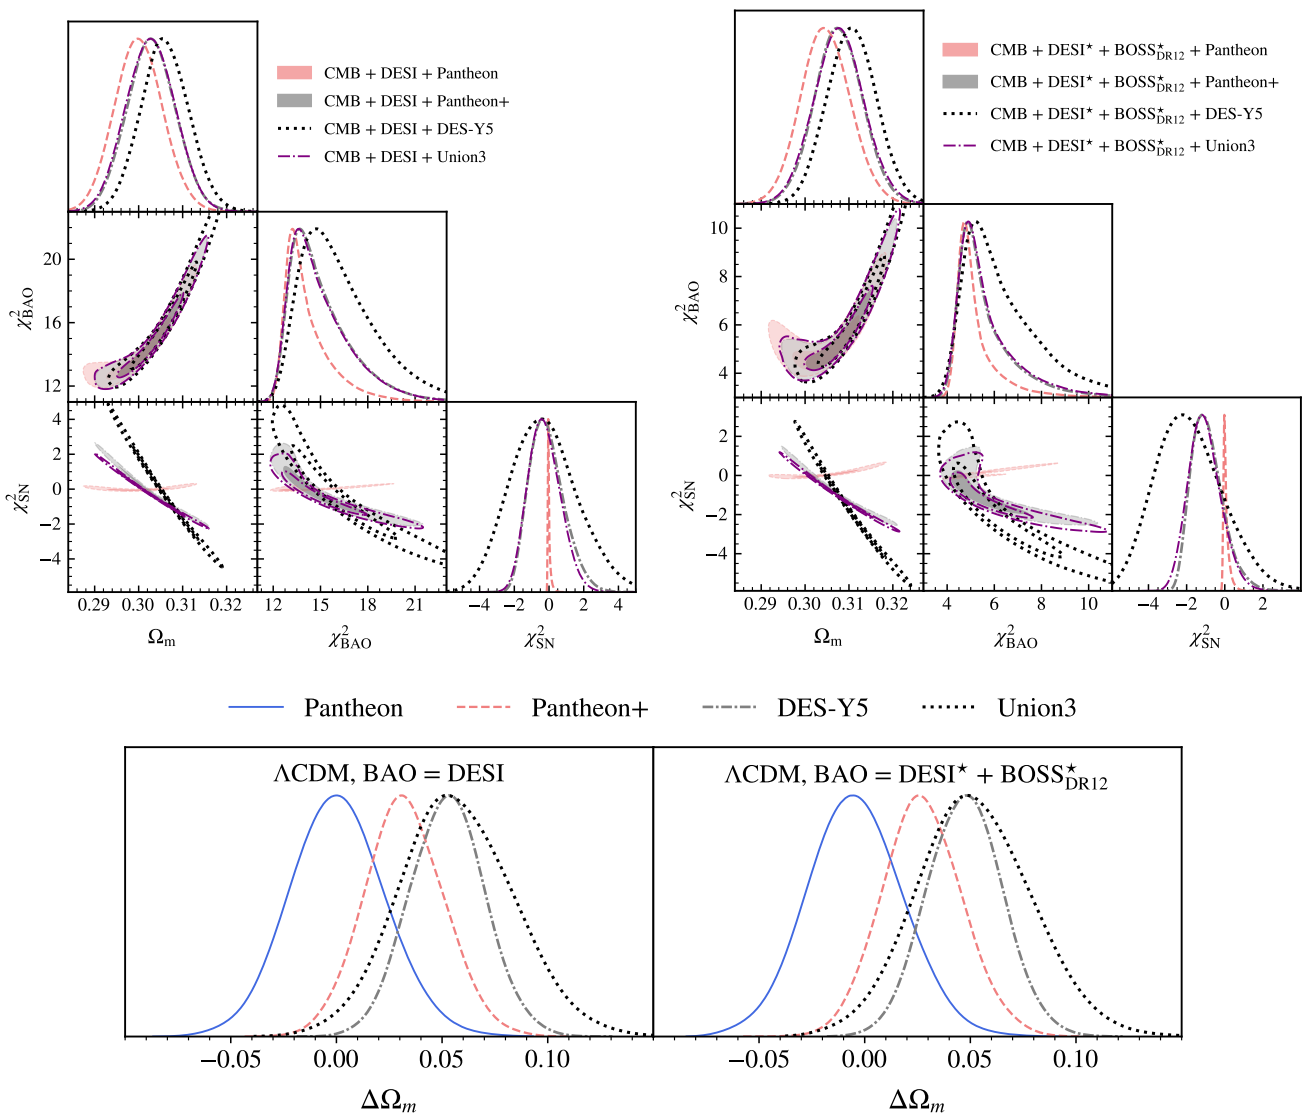 CMB + DESI + Pantheon
CMB + DESI + Pantheon+
CMB + DESI + DES-Y5
CMB + DESI + Union3
20
16
12
χ²BAO
4
2
0
−2
−4
χ²SN
0.29 0.30 0.31 0.32
Ωm
12 15 18 21
χ²BAO
−4 −2 0 2 4
χ²SN
CMB + DESI★ + BOSS★DR12 + Pantheon
CMB + DESI★ + BOSS★DR12 + Pantheon+
CMB + DESI★ + BOSS★DR12 + DES-Y5
CMB + DESI★ + BOSS★DR12 + Union3
10
8
6
4
χ²BAO
2
0
−2
−4
χ²SN
0.29 0.30 0.31 0.32
Ωm
4 6 8 10
χ²BAO
−4 −2 0 2
χ²SN
Pantheon Pantheon+ DES-Y5 Union3
ΛCDM, BAO = DESI
ΛCDM, BAO = DESI★ + BOSS★DR12
−0.05 0.00 0.05 0.10
ΔΩm
−0.05 0.00 0.05 0.10
ΔΩm